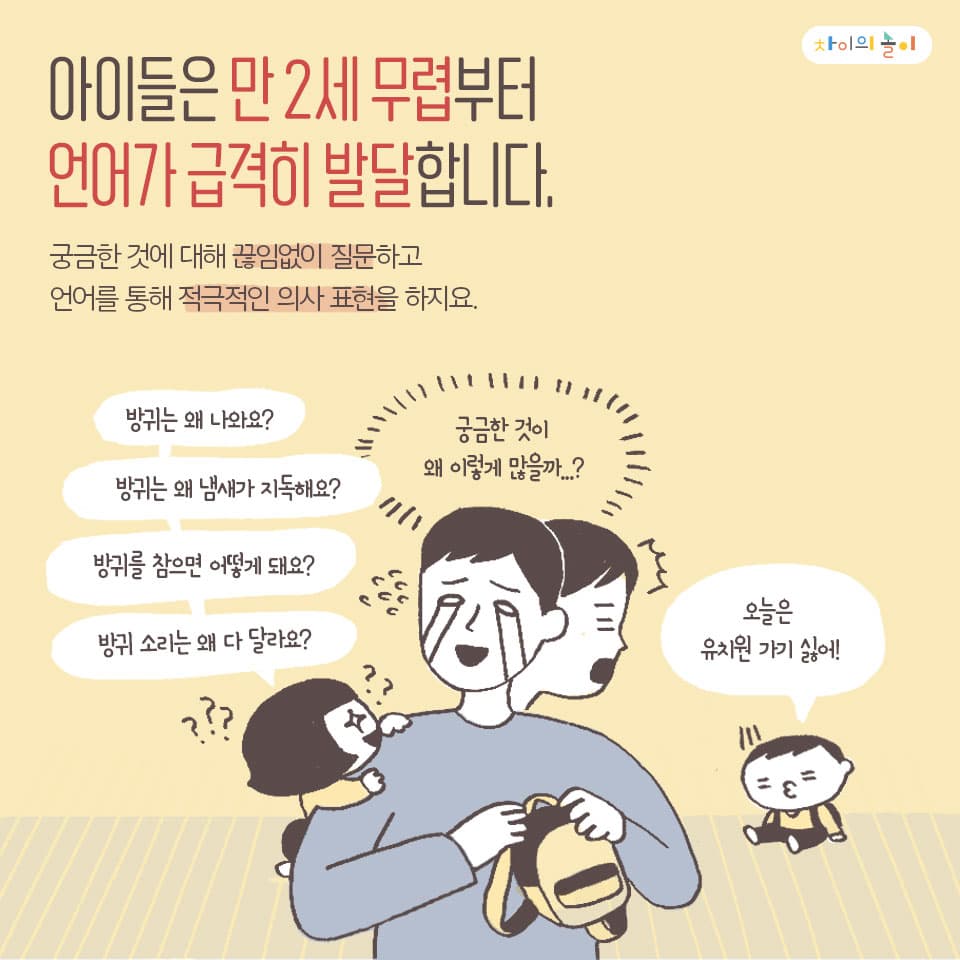 차이의 놀이
아이들은 만 2세 무렵부터
언어가 급격히 발달합니다.
궁금한 것에 대해 끊임없이 질문하고
언어를 통해 적극적인 의사 표현을 하지요.
방귀는 왜 나와요?
방귀는 왜 냄새가 지독해요?
방귀를 참으면 어떻게 돼요?
방귀 소리는 왜 다 달라요?
???
??
궁금한 것이
왜 이렇게 많을까...?
오늘은
유치원 가기 싫어!